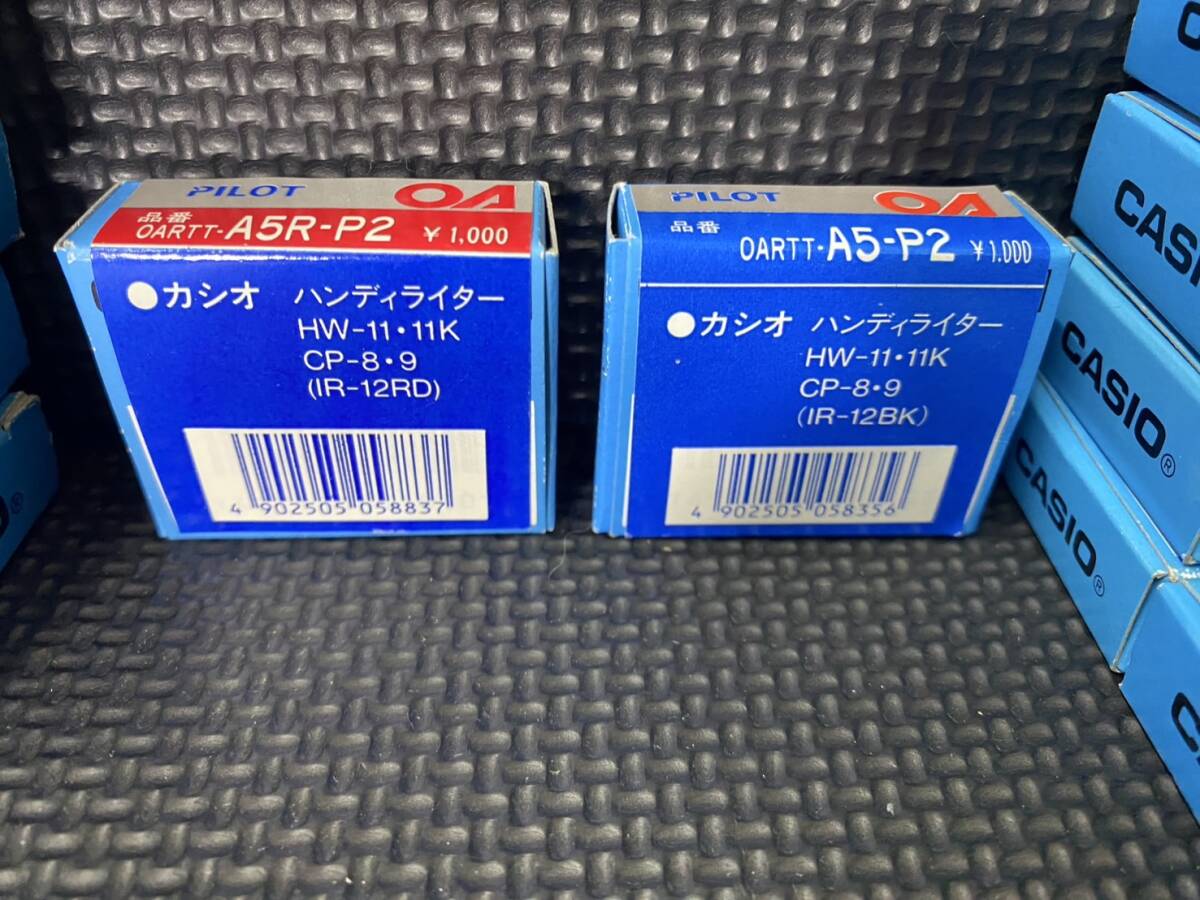 PILOT OA
品番
OARTT-A5R-P2 ¥1,000
●カシオ ハンディライター
HW-11・11K
CP-8・9
(IR-12RD)
4 902505 058837
PILOT OA
品番
OARTT-A5-P2 ¥1,000
●カシオ ハンディライター
HW-11・11K
CP-8・9
(IR-12BK)
4 902505 058356
CASIO
CASIO®
CASIO®